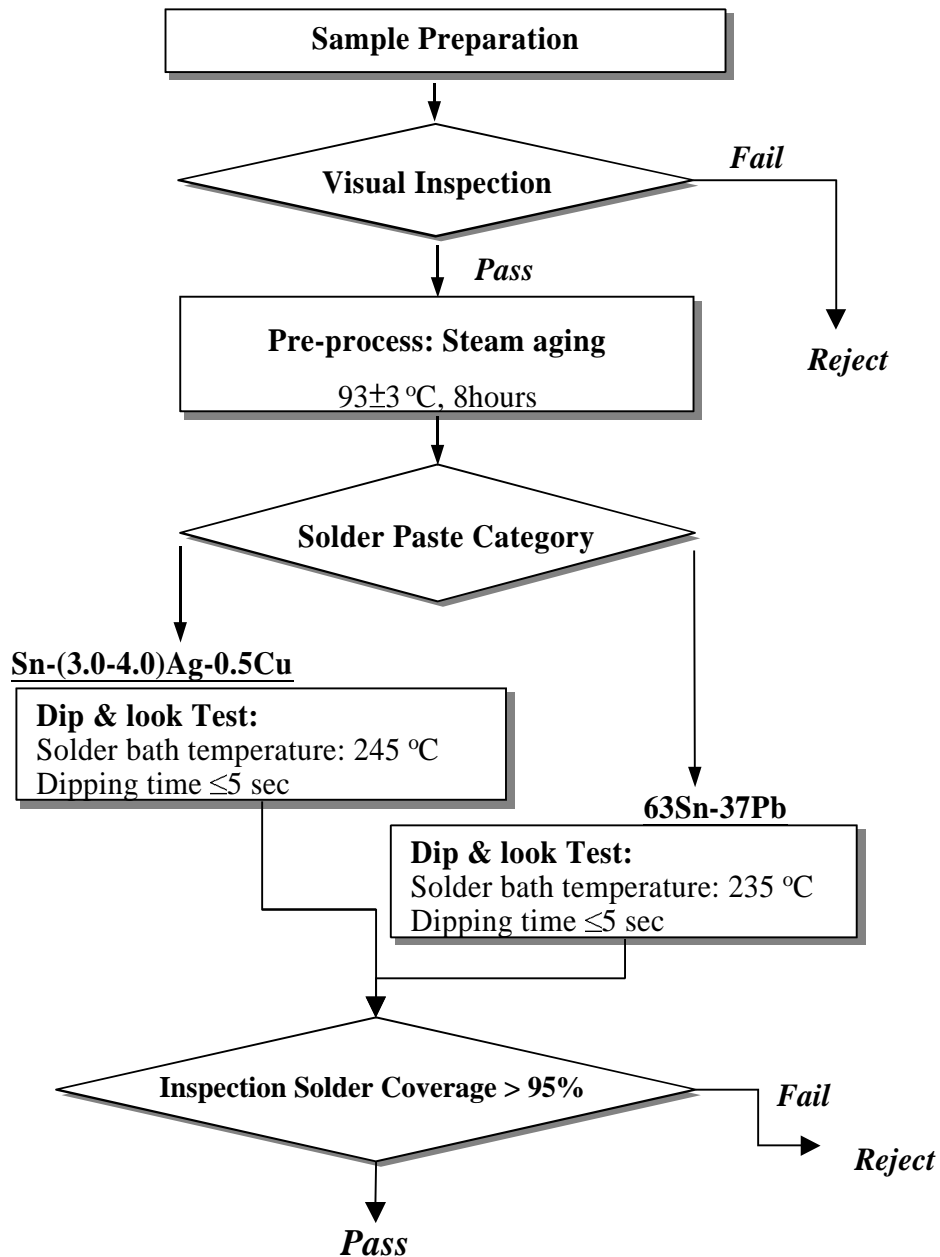 Sample Preparation
Visual Inspection
Fail
Pass
Reject
Pre-process: Steam aging
93±3 °C, 8hours
Solder Paste Category
Sn-(3.0-4.0)Ag-0.5Cu
Dip & look Test:
Solder bath temperature: 245 °C
Dipping time ≤5 sec
63Sn-37Pb
Dip & look Test:
Solder bath temperature: 235 °C
Dipping time ≤5 sec
Inspection Solder Coverage > 95%
Fail
Reject
Pass